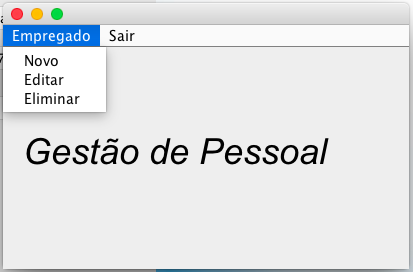 Empregado Sair
Novo
Editar
Eliminar
Gestão de Pessoal